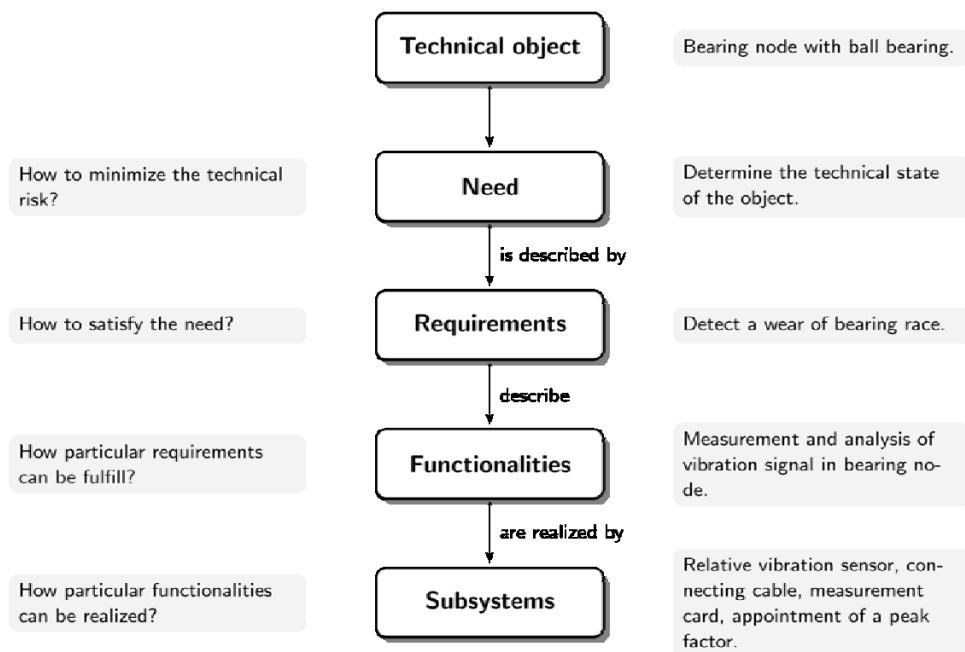 Technical object
Bearing node with ball bearing.
How to minimize the technical
risk?
Need
Determine the technical state
of the object.
is described by
How to satisfy the need?
Requirements
Detect a wear of bearing race.
describe
How particular requirements
can be fulfill?
Functionalities
Measurement and analysis of
vibration signal in bearing no-
de.
are realized by
How particular functionalities
can be realized?
Subsystems
Relative vibration sensor, con-
necting cable, measurement
card, appointment of a peak
factor.